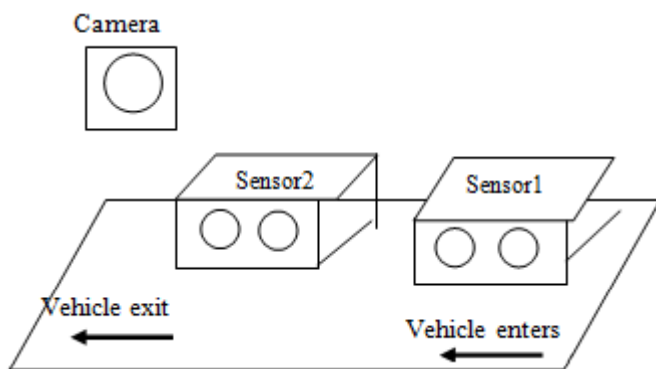 Camera
Sensor2
Sensor1
Vehicle exit
Vehicle enters